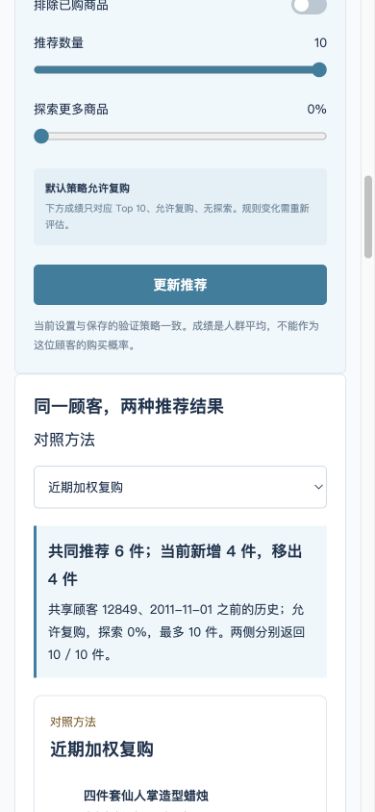 排除已购商品
推荐数量 10
探索更多商品 0%
默认策略允许复购
下方成绩只对应 Top 10、允许复购、无探索。规则变化需重新
评估。
更新推荐
当前设置与保存的验证策略一致。成绩是人群平均，不能作为
这位顾客的购买概率。
同一顾客，两种推荐结果
对照方法
近期加权复购
共同推荐 6 件；当前新增 4 件，移出
4 件
共享顾客 12849、2011-11-01 之前的历史；允
许复购，探索 0%，最多 10 件。两侧分别返回
10 / 10 件。
对照方法
近期加权复购
四件套仙人掌造型蜡烛